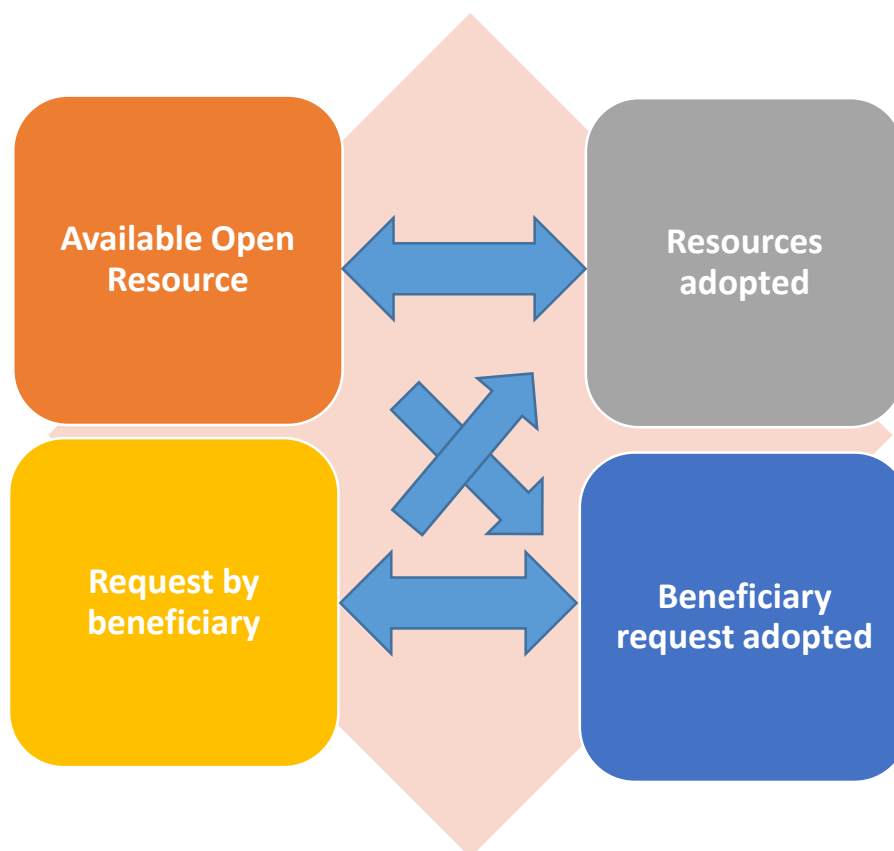 Available Open
Resource
Resources
adopted
Request by
beneficiary
Beneficiary
request adopted